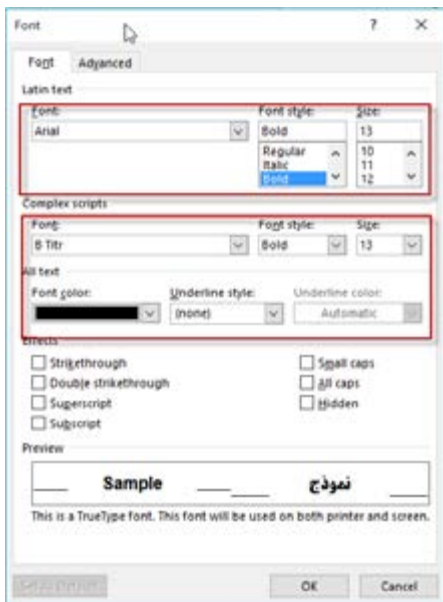 Font ? ×
Font Advanced
Latin text
Font: Font style: Size:
Arial Bold 13
Regular 10
Italic 11
Bold 12
Complex scripts
Font: Font style: Size:
B Titr Bold 13
All text
Font color: Underline style: Underline color:
(none) Automatic
Effects
Strikethrough Small caps
Double strikethrough All caps
Superscript Hidden
Subscript
Preview
Sample نموذج
This is a TrueType font. This font will be used on both printer and screen.
Set As Default OK Cancel